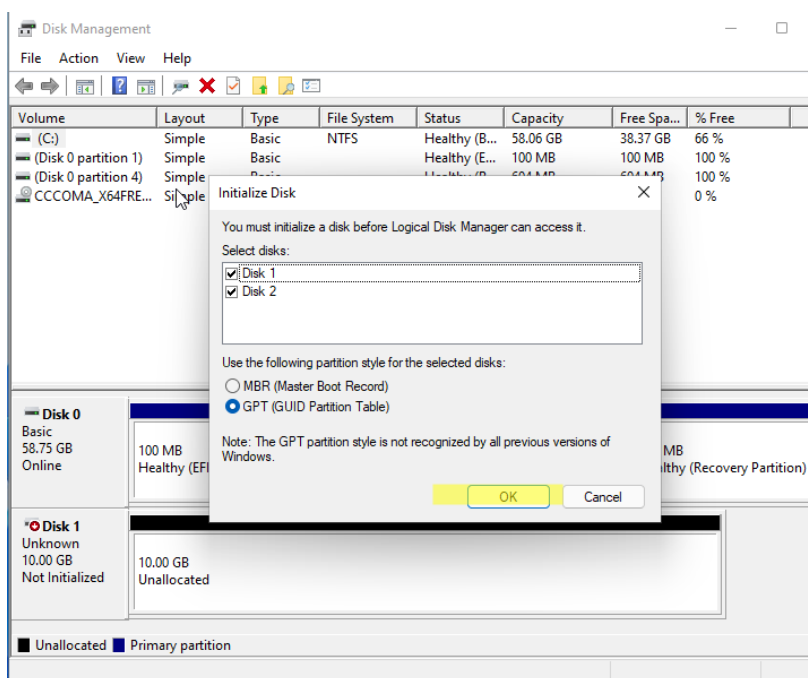 Disk Management
File Action View Help
Volume Layout Type File System Status Capacity Free Spa... % Free
(C:) Simple Basic NTFS Healthy (B... 58.06 GB 38.37 GB 66 %
(Disk 0 partition 1) Simple Basic Healthy (E... 100 MB 100 MB 100 %
(Disk 0 partition 4) Simple 100 %
CCCOMA_X64FRE... Simple 0 %
Initialize Disk
You must initialize a disk before Logical Disk Manager can access it.
Select disks:
Disk 1
Disk 2
Use the following partition style for the selected disks:
MBR (Master Boot Record)
GPT (GUID Partition Table)
Note: The GPT partition style is not recognized by all previous versions of
Windows.
OK Cancel
Disk 0
Basic
58.75 GB
Online
100 MB
Healthy (EFI
MB
lthy (Recovery Partition)
Disk 1
Unknown
10.00 GB
Not Initialized
10.00 GB
Unallocated
Unallocated Primary partition